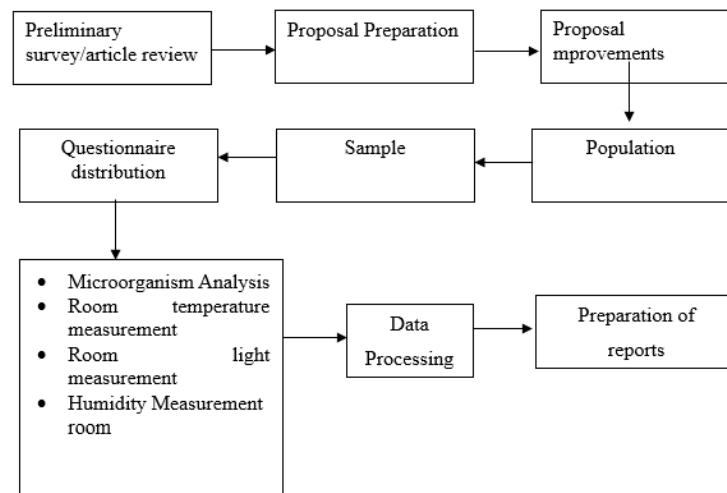 Preliminary
survey/article review
Proposal Preparation
Proposal
mprovements
Population
Sample
Questionnaire
distribution
• Microorganism Analysis
• Room temperature
measurement
• Room light
measurement
• Humidity Measurement
room
Data
Processing
Preparation of
reports